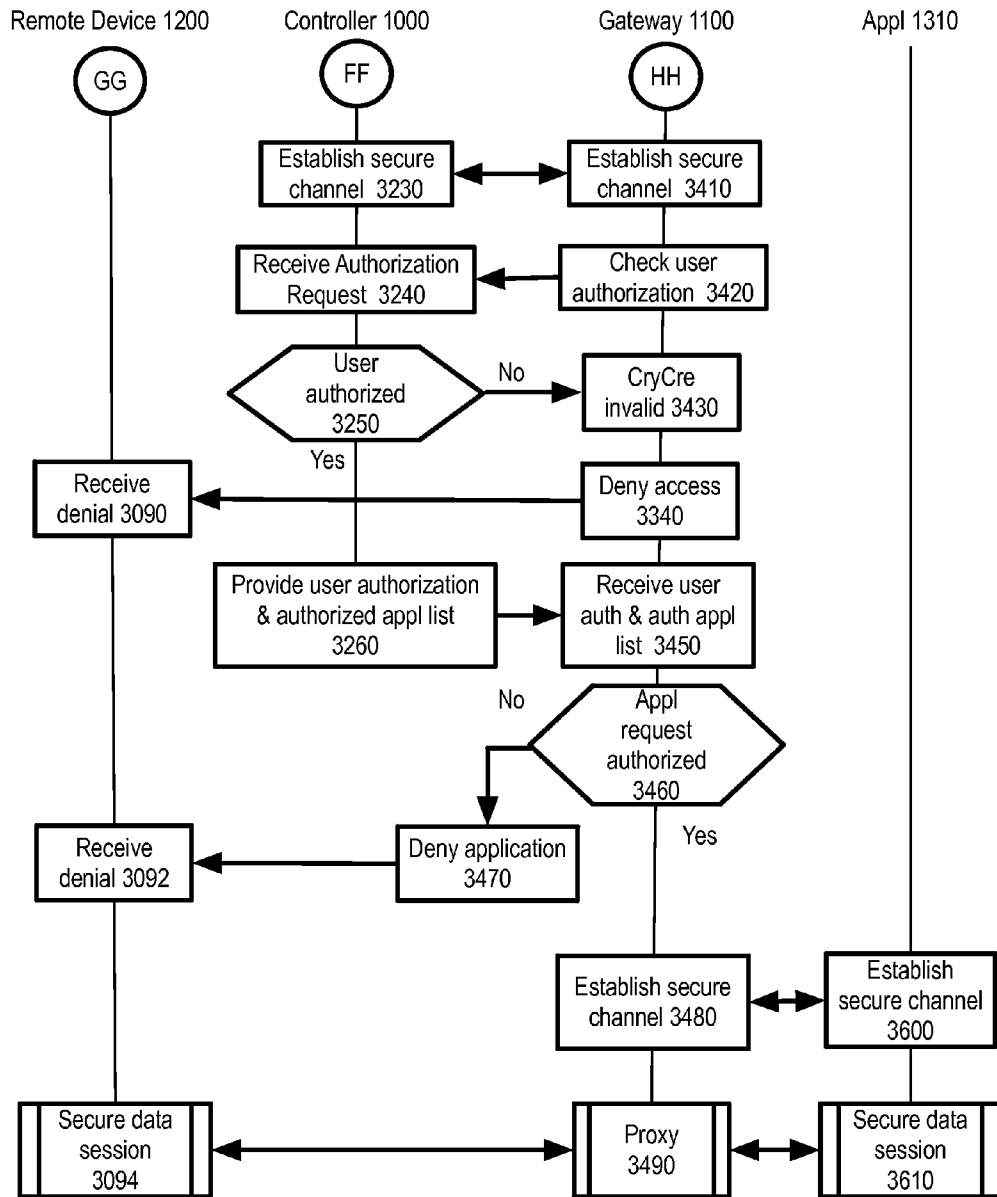 Remote Device 1200
Controller 1000
Gateway 1100
Appl 1310
GG
FF
HH
Establish secure
channel 3230
Establish secure
channel 3410
Receive Authorization
Request 3240
Check user
authorization 3420
User
authorized
3250
No
CryCre
invalid 3430
Yes
Receive
denial 3090
Deny access
3340
Provide user authorization
& authorized appl list
3260
Receive user
auth & auth appl
list 3450
No
Appl
request
authorized
3460
Yes
Receive
denial 3092
Deny application
3470
Establish secure
channel 3480
Establish
secure channel
3600
Secure data
session
3094
Proxy
3490
Secure data
session
3610